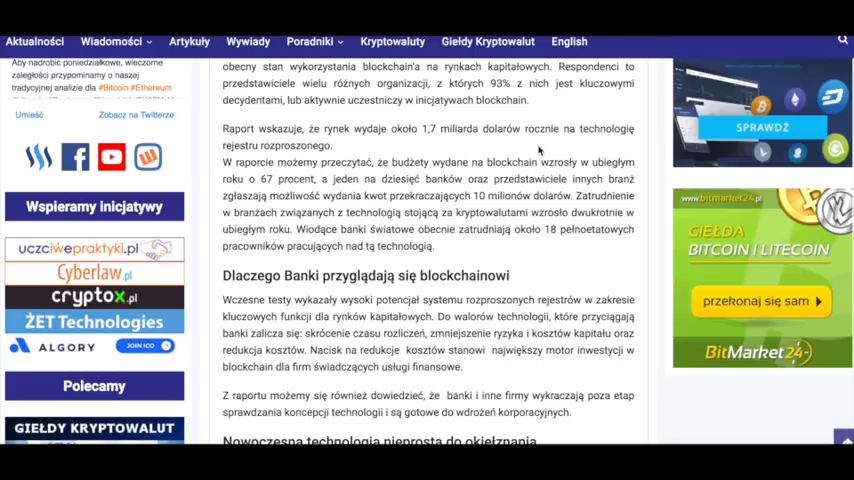 Aktualności Wiadomości Artykuły Wywiady Poradniki Kryptowaluty Giełdy Kryptowalut English
Aby nadrobić poniedziałkowe, wieczorne
zaległości przypominamy o naszej
tradycyjnej analizie dla #Bitcoin #Ethereum
Umieść Zobacz na Twitterze
Wspieramy inicjatywy
uczciwepraktyki.pl
Cyberlaw.pl
cryptox.pl
ŻET Technologies
ALGORY JOIN ICO
Polecamy
GIEŁDY KRYPTOWALUT
obecny stan wykorzystania blockchain'a na rynkach kapitałowych. Respondenci to
przedstawiciele wielu różnych organizacji, z których 93% z nich jest kluczowymi
decydentami, lub aktywnie uczestniczy w inicjatywach blockchain.
Raport wskazuje, że rynek wydaje około 1,7 miliarda dolarów rocznie na technologię
rejestru rozproszonego.
W raporcie możemy przeczytać, że budżety wydane na blockchain wzrosły w ubiegłym
roku o 67 procent, a jeden na dziesięć banków oraz przedstawiciele innych branż
zgłaszają możliwość wydania kwot przekraczających 10 milionów dolarów. Zatrudnienie
w branżach związanych z technologią stojącą za kryptowalutami wzrosło dwukrotnie w
ubiegłym roku. Wiodące banki światowe obecnie zatrudniają około 18 pełnoetatowych
pracowników pracujących nad tą technologią.
Dlaczego Banki przyglądają się blockchainowi
Wczesne testy wykazały wysoki potencjał systemu rozproszonych rejestrów w zakresie
kluczowych funkcji dla rynków kapitałowych. Do walorów technologii, które przyciągają
banki zalicza się: skrócenie czasu rozliczeń, zmniejszenie ryzyka i kosztów kapitału oraz
redukcja kosztów. Nacisk na redukcje kosztów stanowi największy motor inwestycji w
blockchain dla firm świadczących usługi finansowe.
Z raportu możemy się również dowiedzieć, że banki i inne firmy wykraczają poza etap
sprawdzania koncepcji technologii i są gotowe do wdrożeń korporacyjnych.
Nowoczesna technologia nieprosta do okiełznania
SPRAWDŹ
www.bitmarket24.pl
GIEŁDA
BITCOIN I LITECOIN
przekonaj się sam
BitMarket24